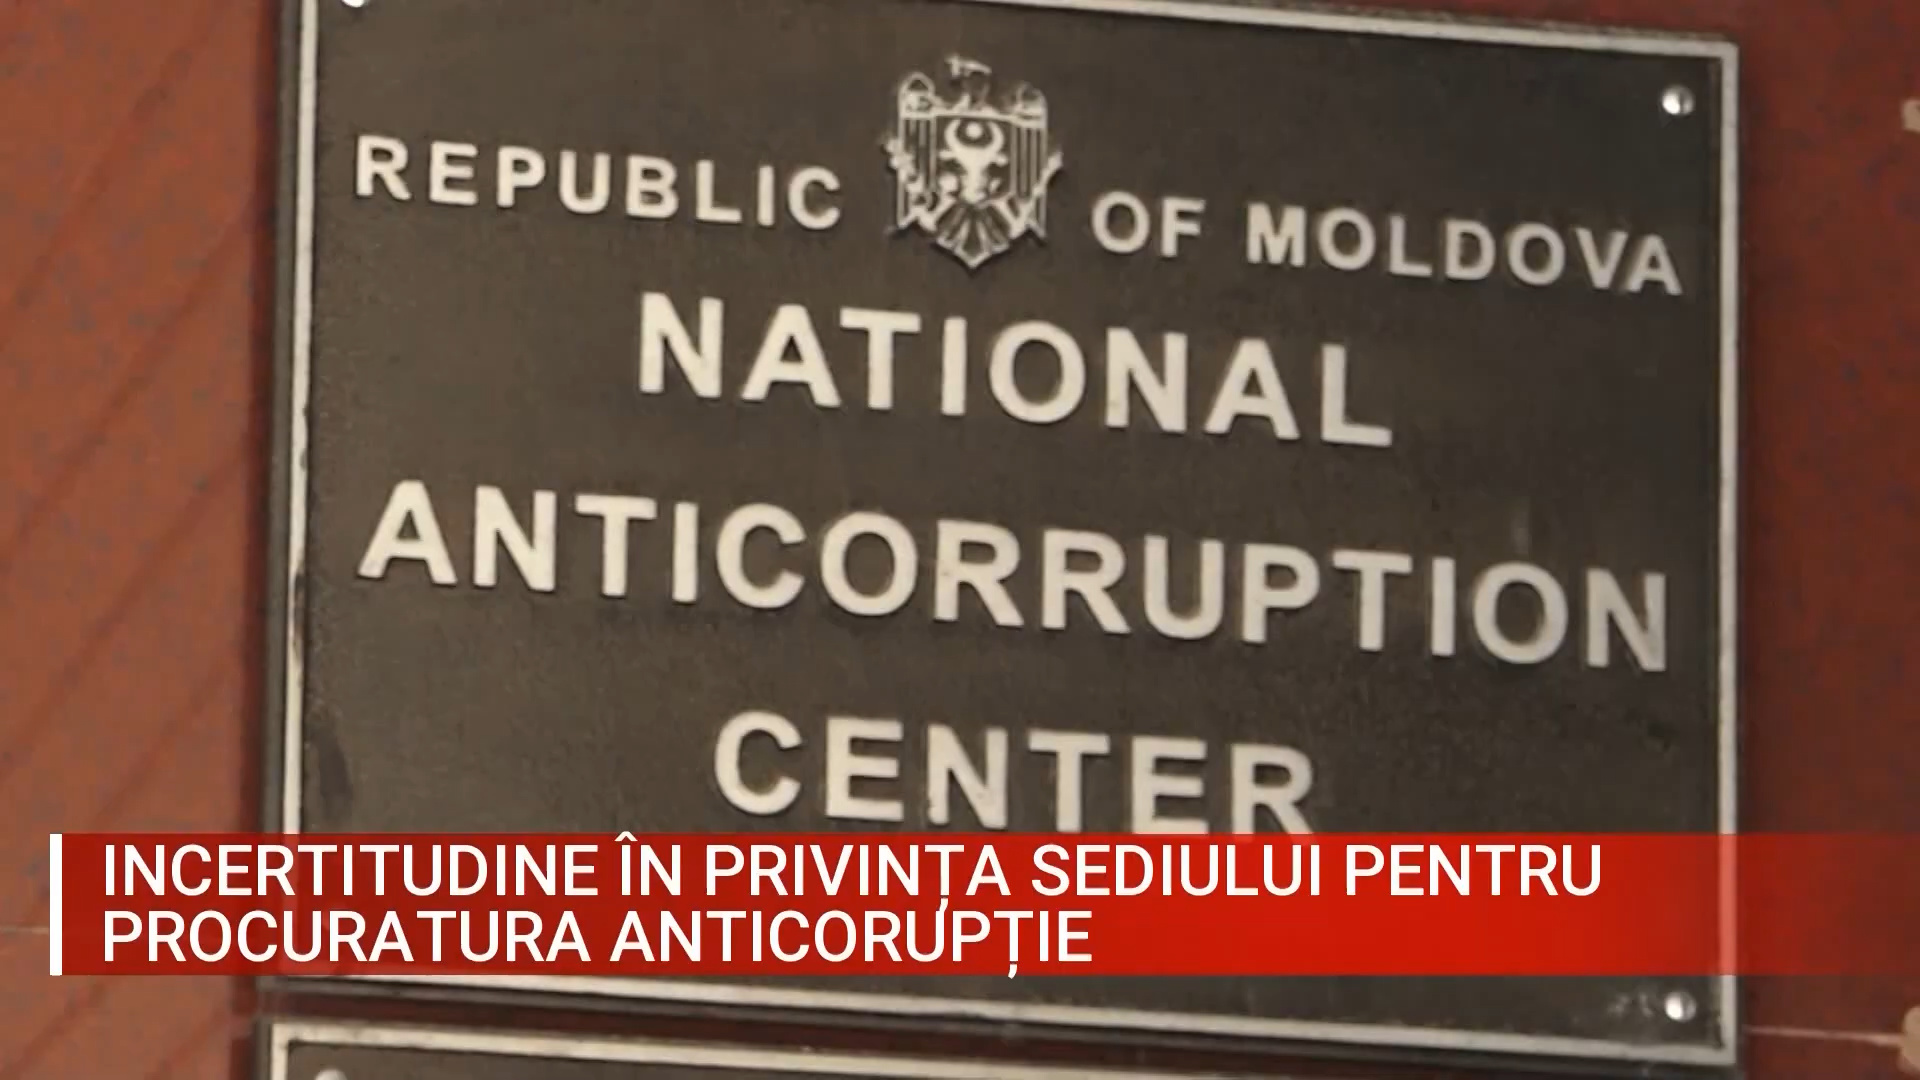 REPUBLIC OF MOLDOVA
NATIONAL
ANTICORRUPTION
CENTER
INCERTITUDINE ÎN PRIVINȚA SEDIULUI PENTRU
PROCURATURA ANTICORUPȚIE